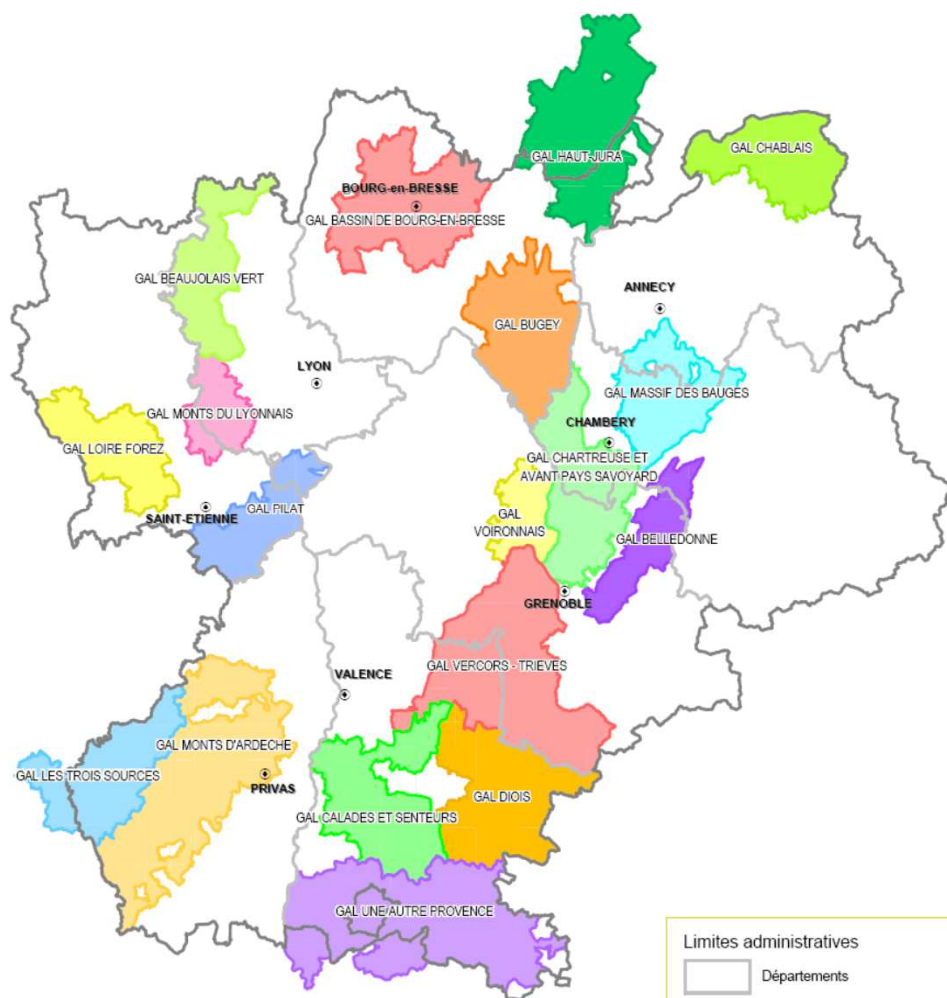 GAL CHABLAIS
GAL HAUT-JURA
BOURG-en-BRESSE
GAL BASSIN DE BOURG-EN-BRESSE
GAL BEAUJOLAIS VERT
ANNECY
GAL BUGEY
LYON
GAL MASSIF DES BAUGES
GAL MONTS DU LYONNAIS
CHAMBERY
GAL LOIRE FOREZ
GAL CHARTREUSE ET
AVANT PAYS SAVOYARD
SAINT-ETIENNE
GAL PILAT
GAL
VOIRONNAIS
GAL BELLEDONNE
GRENOBLE
GAL VERCORS - TRIEVES
VALENCE
GAL MONTS D'ARDECHE
GAL LES TROIS SOURCES
PRIVAS
GAL DIOIS
GAL CALADES ET SENTEURS
GAL UNE AUTRE PROVENCE
Limites administratives
Départements